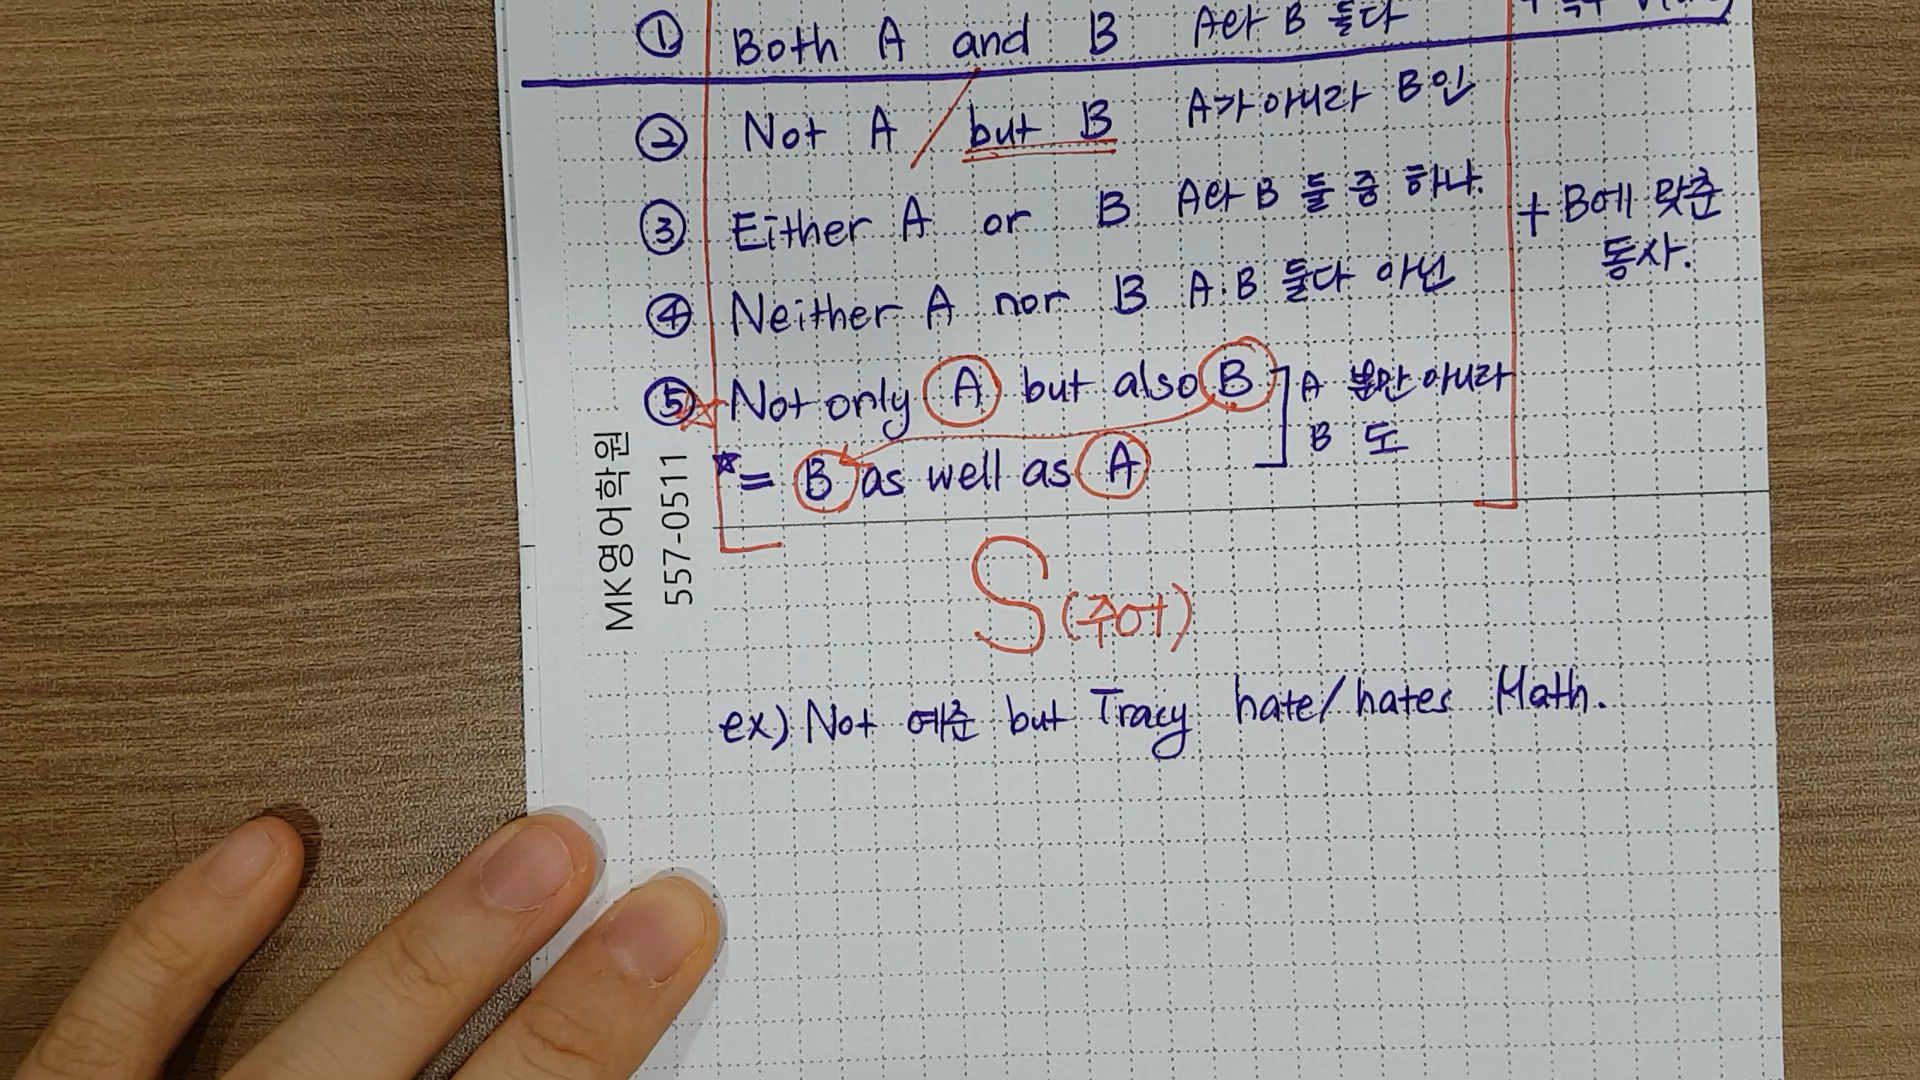 ① Both A and B A와 B 둘다
② Not A / but B A가 아니라 B인
③ Either A or B A와 B 둘 중 하나.
+ B에 맞춘
동사.
④ Neither A nor B A.B 둘다 아닌
⑤ Not only A but also B A 뿐만 아니라
B 도
= B as well as A
MK영어학원
557-0511
S (주어)
ex) Not 예준 but Tracy hate/hates Math.